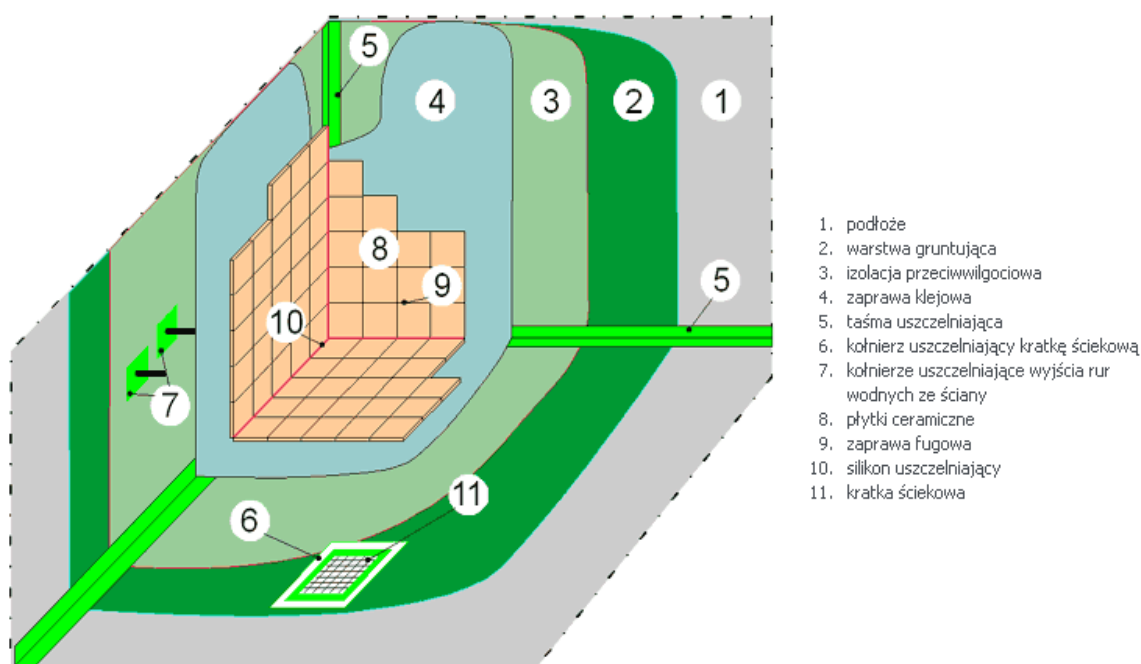 5
4
3
2
1
8
9
5
10
7
11
6
1. podłoże
2. warstwa gruntująca
3. izolacja przeciwwilgociowa
4. zaprawa klejowa
5. taśma uszczelniająca
6. kołnierz uszczelniający kratkę ściekową
7. kołnierze uszczelniające wyjścia rur
wodnych ze ściany
8. płytki ceramiczne
9. zaprawa fugowa
10. silikon uszczelniający
11. kratka ściekowa